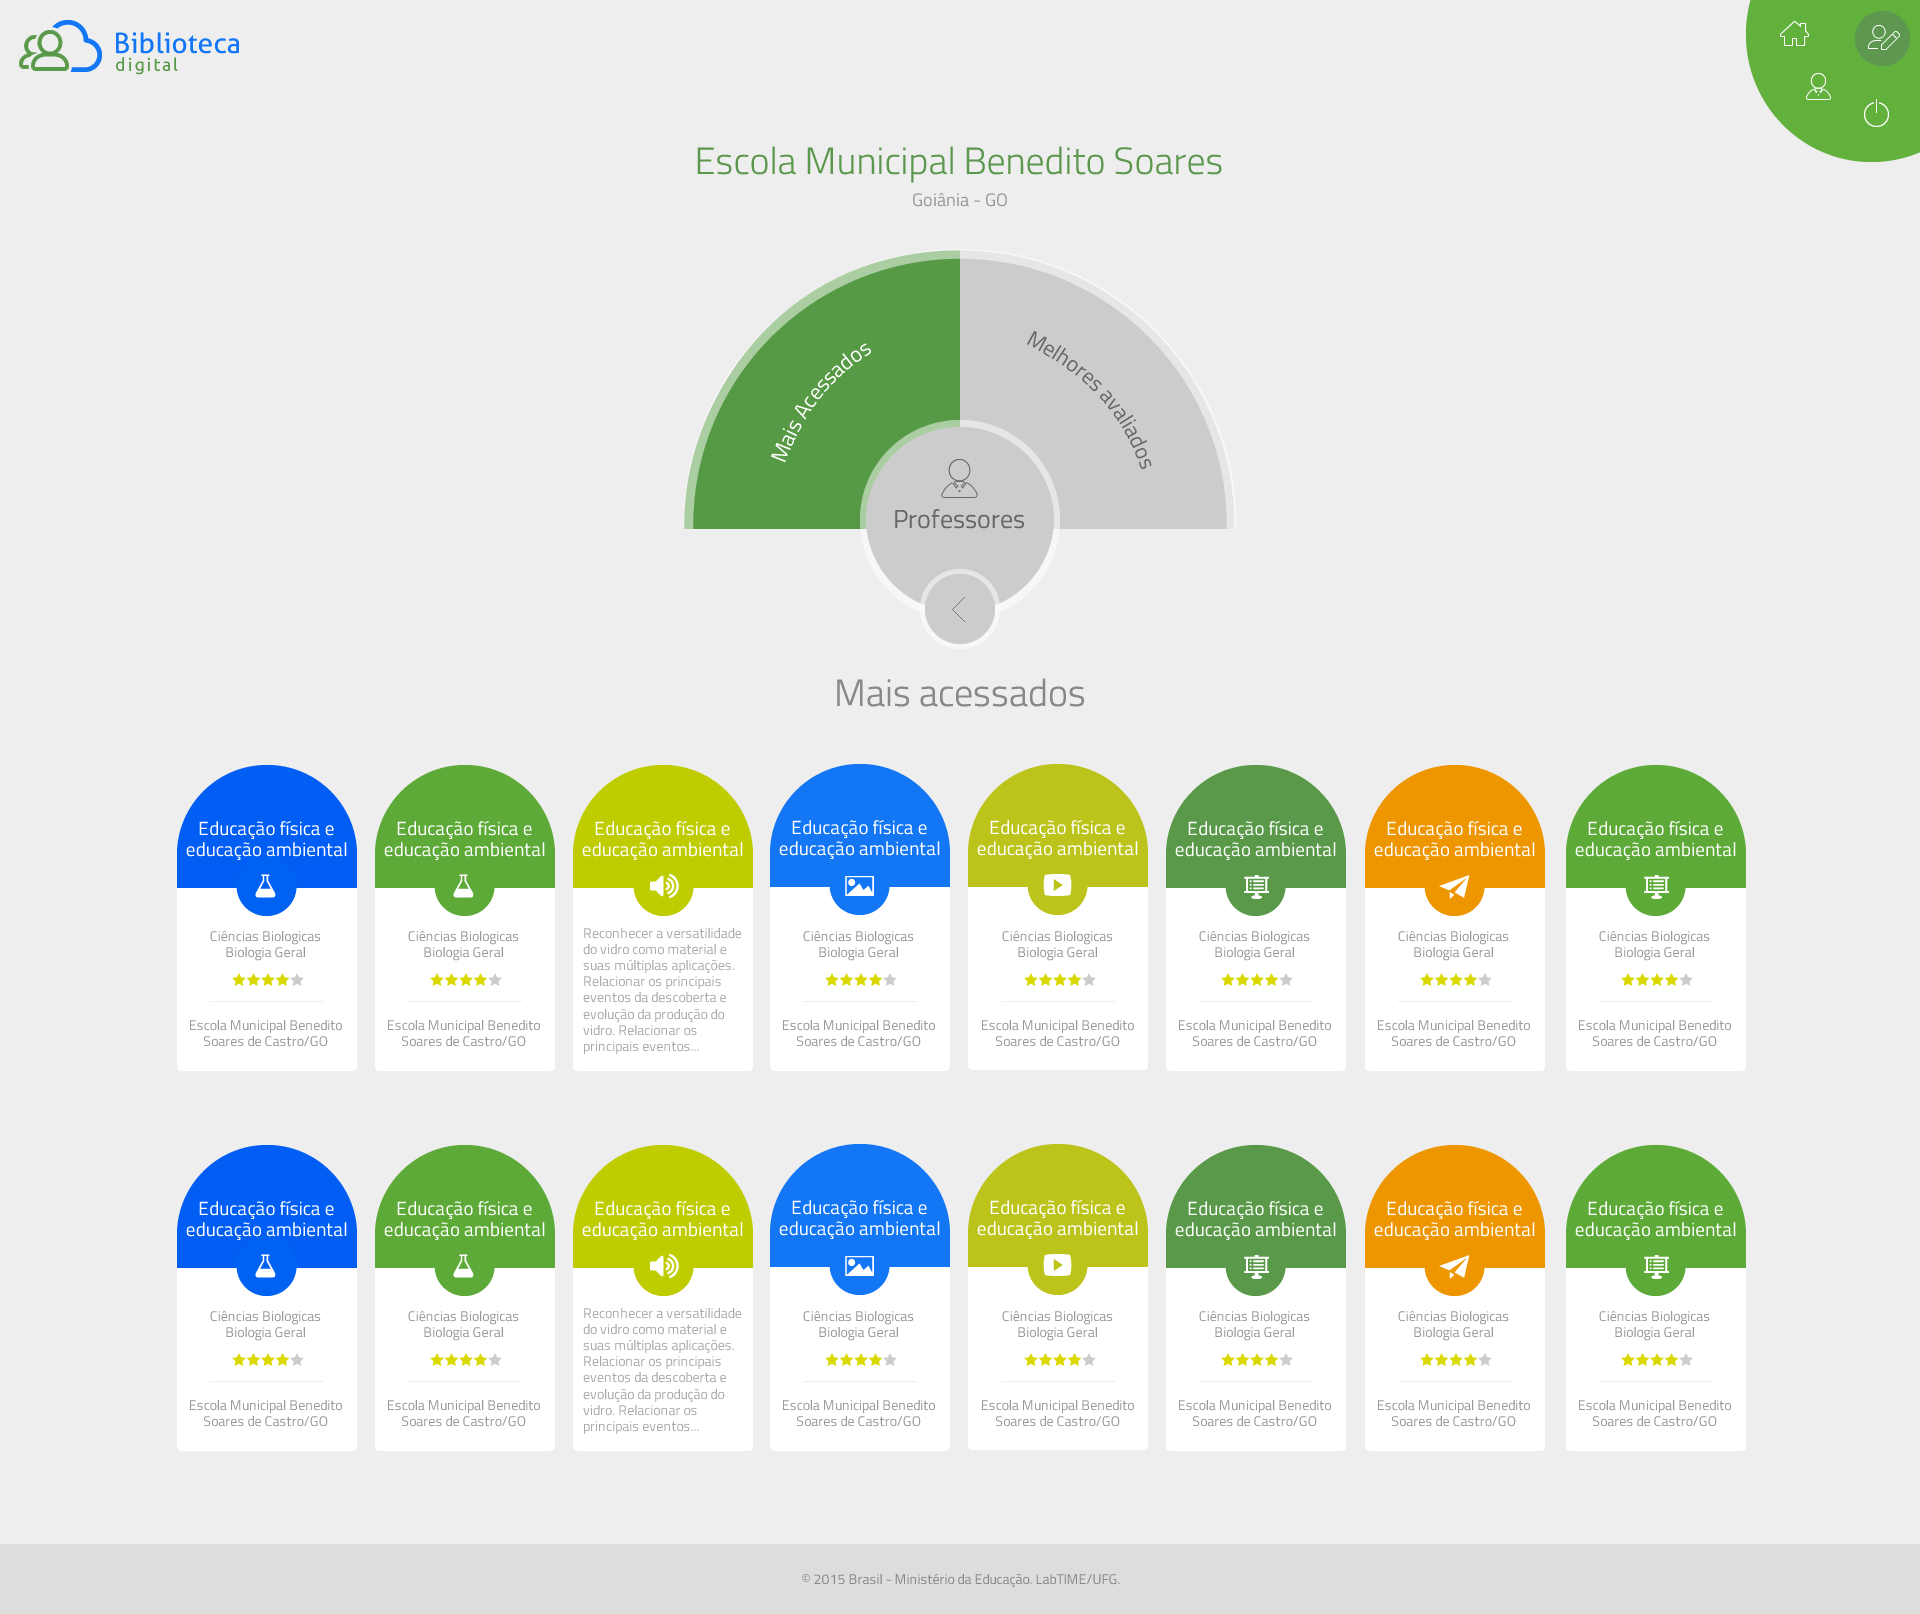 Biblioteca
digital
Escola Municipal Benedito Soares
Goiânia - GO
Mais Acessados
Melhores avaliados
Professores
Mais acessados
Educação física e
educação ambiental
Ciências Biologicas
Biologia Geral
Escola Municipal Benedito
Soares de Castro/GO
Educação física e
educação ambiental
Ciências Biologicas
Biologia Geral
Escola Municipal Benedito
Soares de Castro/GO
Educação física e
educação ambiental
Reconhecer a versatilidade
do vidro como material e
suas múltiplas aplicações.
Relacionar os principais
eventos da descoberta e
evolução da produção do
vidro. Relacionar os
principais eventos...
Educação física e
educação ambiental
Ciências Biologicas
Biologia Geral
Escola Municipal Benedito
Soares de Castro/GO
Educação física e
educação ambiental
Ciências Biologicas
Biologia Geral
Escola Municipal Benedito
Soares de Castro/GO
Educação física e
educação ambiental
Ciências Biologicas
Biologia Geral
Escola Municipal Benedito
Soares de Castro/GO
Educação física e
educação ambiental
Ciências Biologicas
Biologia Geral
Escola Municipal Benedito
Soares de Castro/GO
Educação física e
educação ambiental
Ciências Biologicas
Biologia Geral
Escola Municipal Benedito
Soares de Castro/GO
Educação física e
educação ambiental
Ciências Biologicas
Biologia Geral
Escola Municipal Benedito
Soares de Castro/GO
Educação física e
educação ambiental
Ciências Biologicas
Biologia Geral
Escola Municipal Benedito
Soares de Castro/GO
Educação física e
educação ambiental
Reconhecer a versatilidade
do vidro como material e
suas múltiplas aplicações.
Relacionar os principais
eventos da descoberta e
evolução da produção do
vidro. Relacionar os
principais eventos...
Educação física e
educação ambiental
Ciências Biologicas
Biologia Geral
Escola Municipal Benedito
Soares de Castro/GO
Educação física e
educação ambiental
Ciências Biologicas
Biologia Geral
Escola Municipal Benedito
Soares de Castro/GO
Educação física e
educação ambiental
Ciências Biologicas
Biologia Geral
Escola Municipal Benedito
Soares de Castro/GO
Educação física e
educação ambiental
Ciências Biologicas
Biologia Geral
Escola Municipal Benedito
Soares de Castro/GO
Educação física e
educação ambiental
Ciências Biologicas
Biologia Geral
Escola Municipal Benedito
Soares de Castro/GO
© 2015 Brasil - Ministério da Educação. LabTIME/UFG.